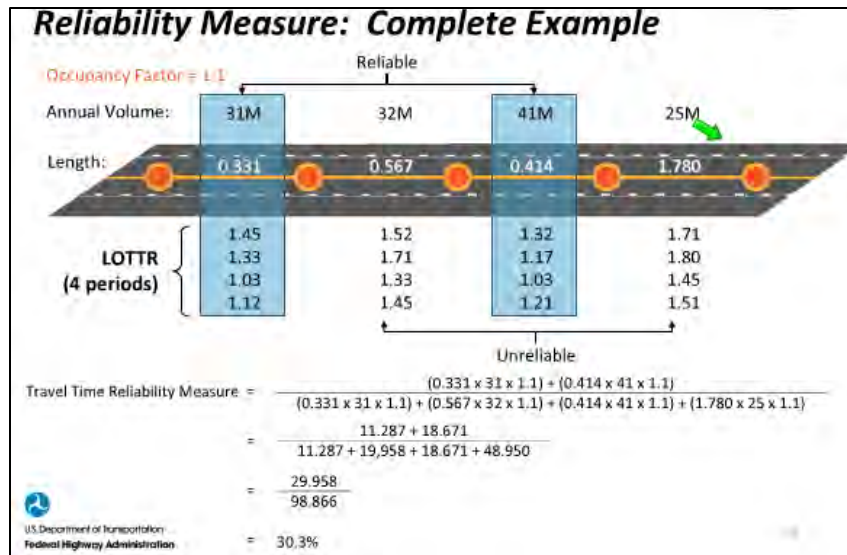 Reliability Measure: Complete Example
Reliable
Occupancy Factor = 1.1
Annual Volume: 31M 32M 41M 25M
Length: 0.331 0.567 0.414 1.780
1.45 1.52 1.32 1.71
LOTTR 1.33 1.71 1.17 1.80
(4 periods) 1.03 1.33 1.03 1.45
1.12 1.45 1.21 1.51
Unreliable
(0.331 x 31 x 1.1) + (0.414 x 41 x 1.1)
Travel Time Reliability Measure =
(0.331 x 31 x 1.1) + (0.567 x 32 x 1.1) + (0.414 x 41 x 1.1) + (1.780 x 25 x 1.1)
11.287 + 18.671
=
11.287 + 19,958 + 18.671 + 48.950
29.958
=
98.866
U.S. Department of Transportation
Federal Highway Administration
= 30.3%